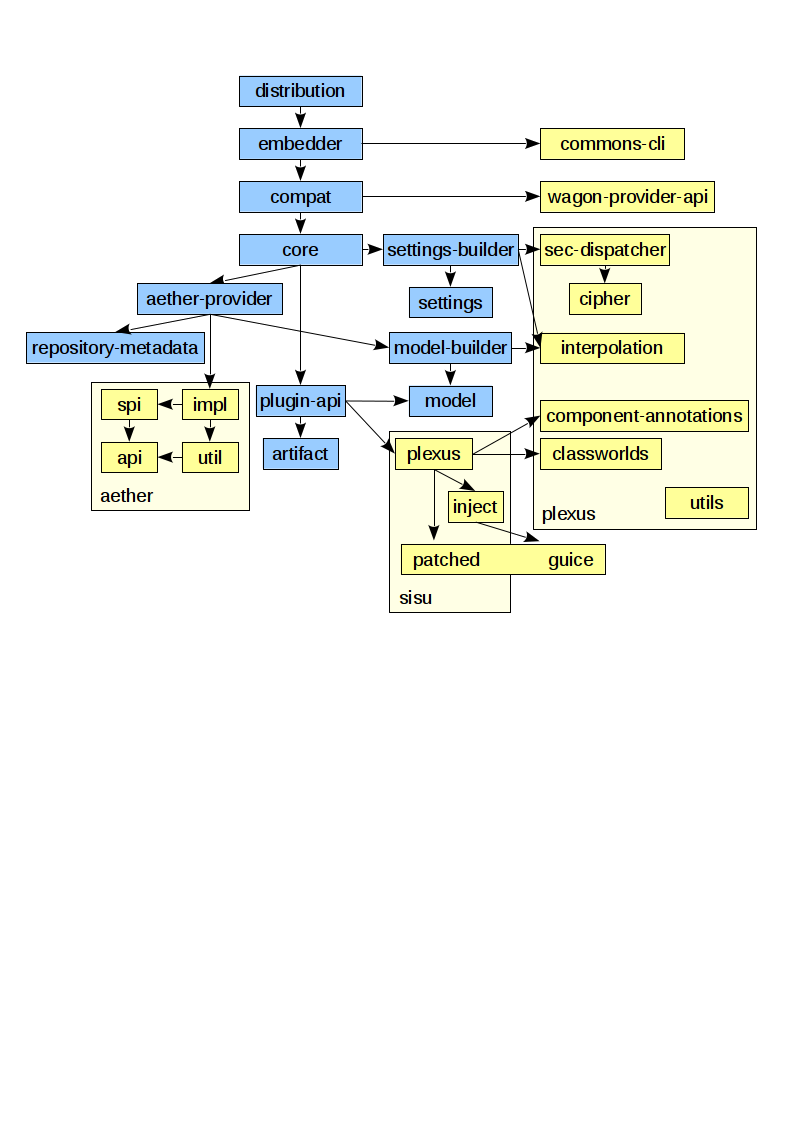 distribution
embedder
commons-cli
compat
wagon-provider-api
core
settings-builder
sec-dispatcher
aether-provider
settings
cipher
repository-metadata
model-builder
interpolation
spi
impl
plugin-api
model
component-annotations
api
util
artifact
plexus
classworlds
aether
inject
utils
plexus
patched guice
sisu